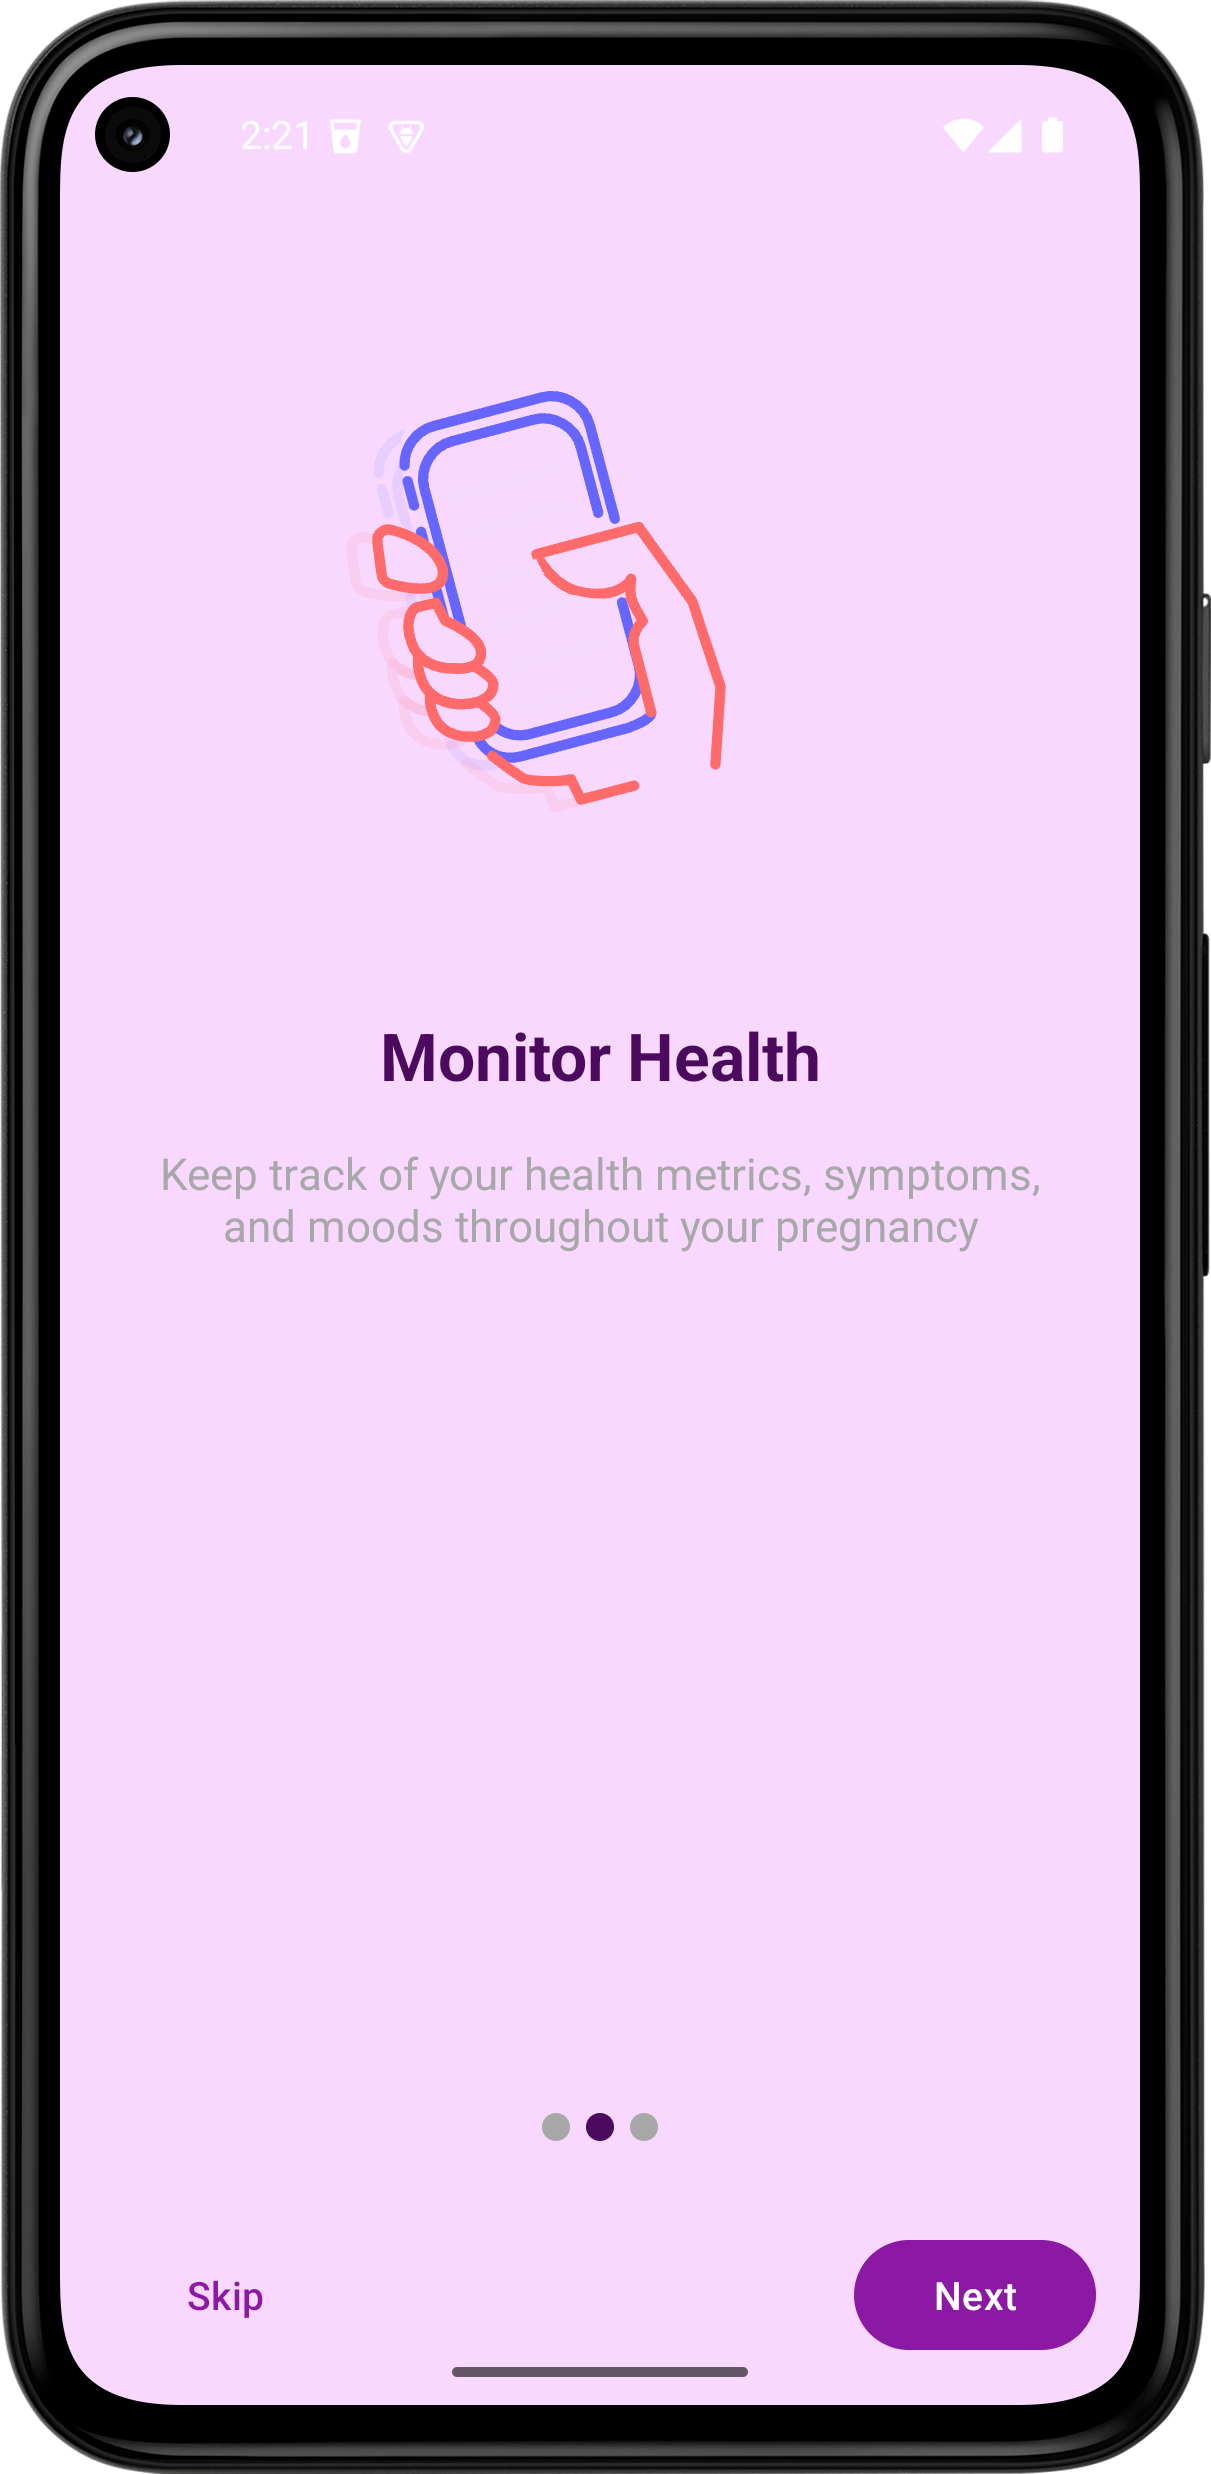 2:21
Monitor Health
Keep track of your health metrics, symptoms,
and moods throughout your pregnancy
Skip
Next